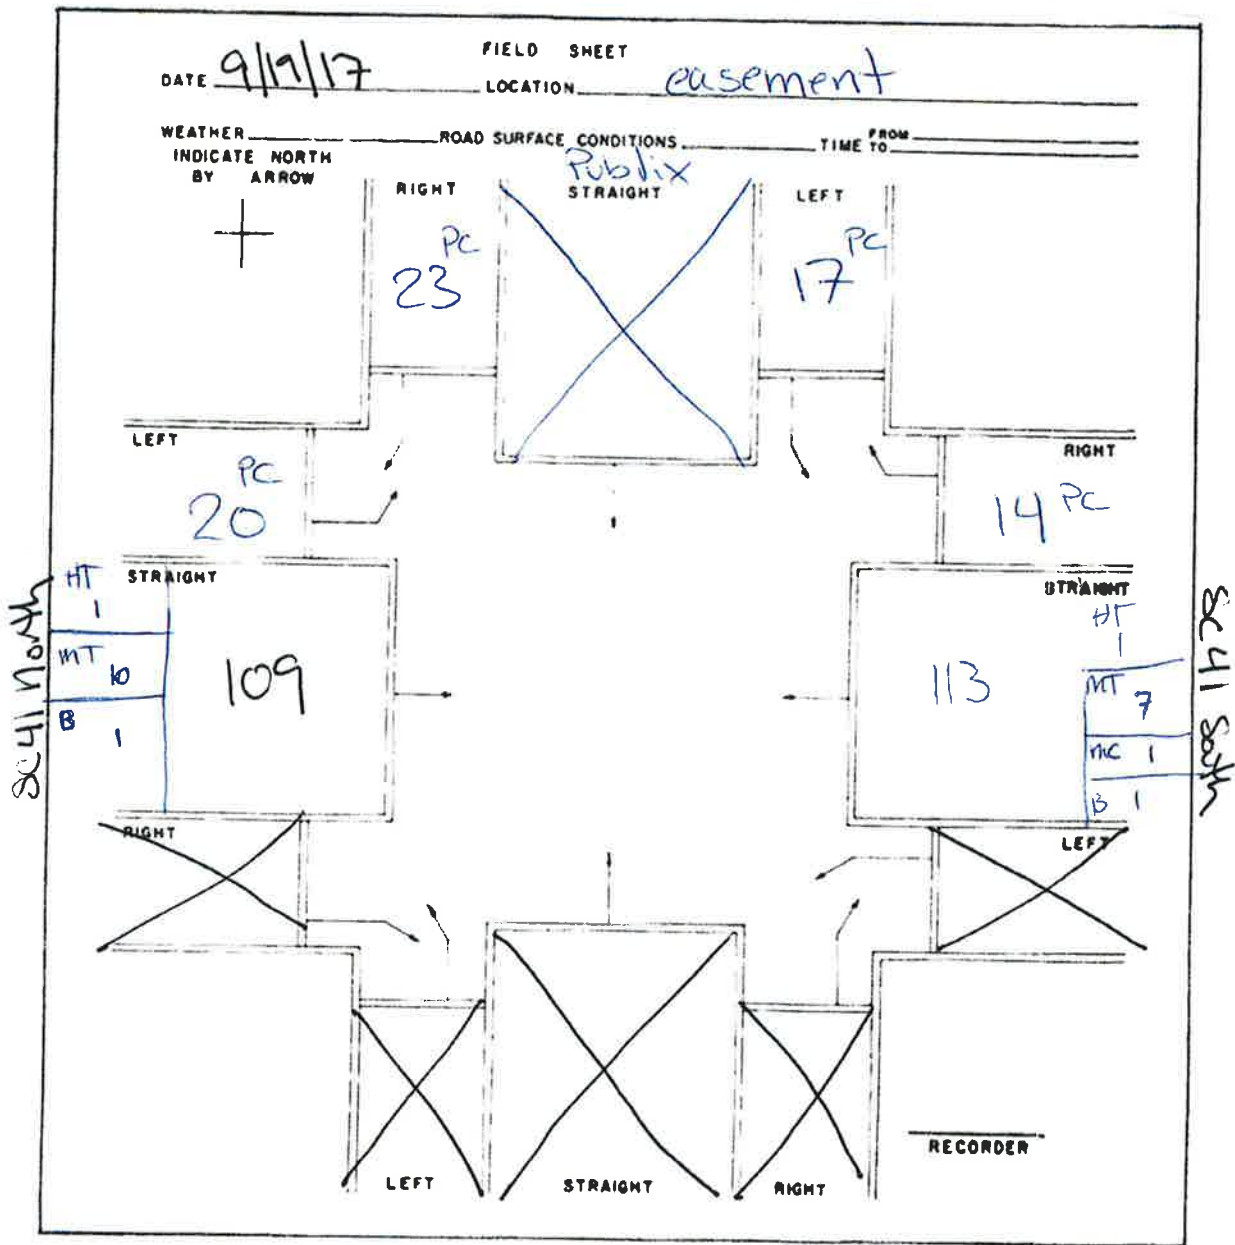 FIELD SHEET
DATE 9/19/17 LOCATION easement
WEATHER ROAD SURFACE CONDITIONS TIME FROM TO
INDICATE NORTH
BY ARROW
Publix
RIGHT STRAIGHT LEFT
PC PC
23 17
LEFT RIGHT
PC PC
20 14
STRAIGHT STRAIGHT
HT HT
1 1
MT 10 109 113 MT 7
MC 1
B 1 B 1
SC 41 North
SC 41 South
RIGHT LEFT
LEFT STRAIGHT RIGHT
RECORDER